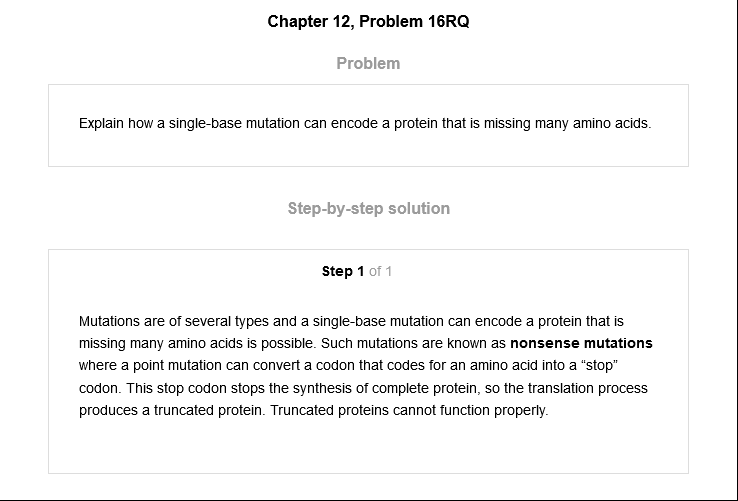 Chapter 12, Problem 16RQ
Problem
Explain how a single-base mutation can encode a protein that is missing many amino acids.
Step-by-step solution
Step 1 of 1
Mutations are of several types and a single-base mutation can encode a protein that is
missing many amino acids is possible. Such mutations are known as nonsense mutations
where a point mutation can convert a codon that codes for an amino acid into a “stop”
codon. This stop codon stops the synthesis of complete protein, so the translation process
produces a truncated protein. Truncated proteins cannot function properly.